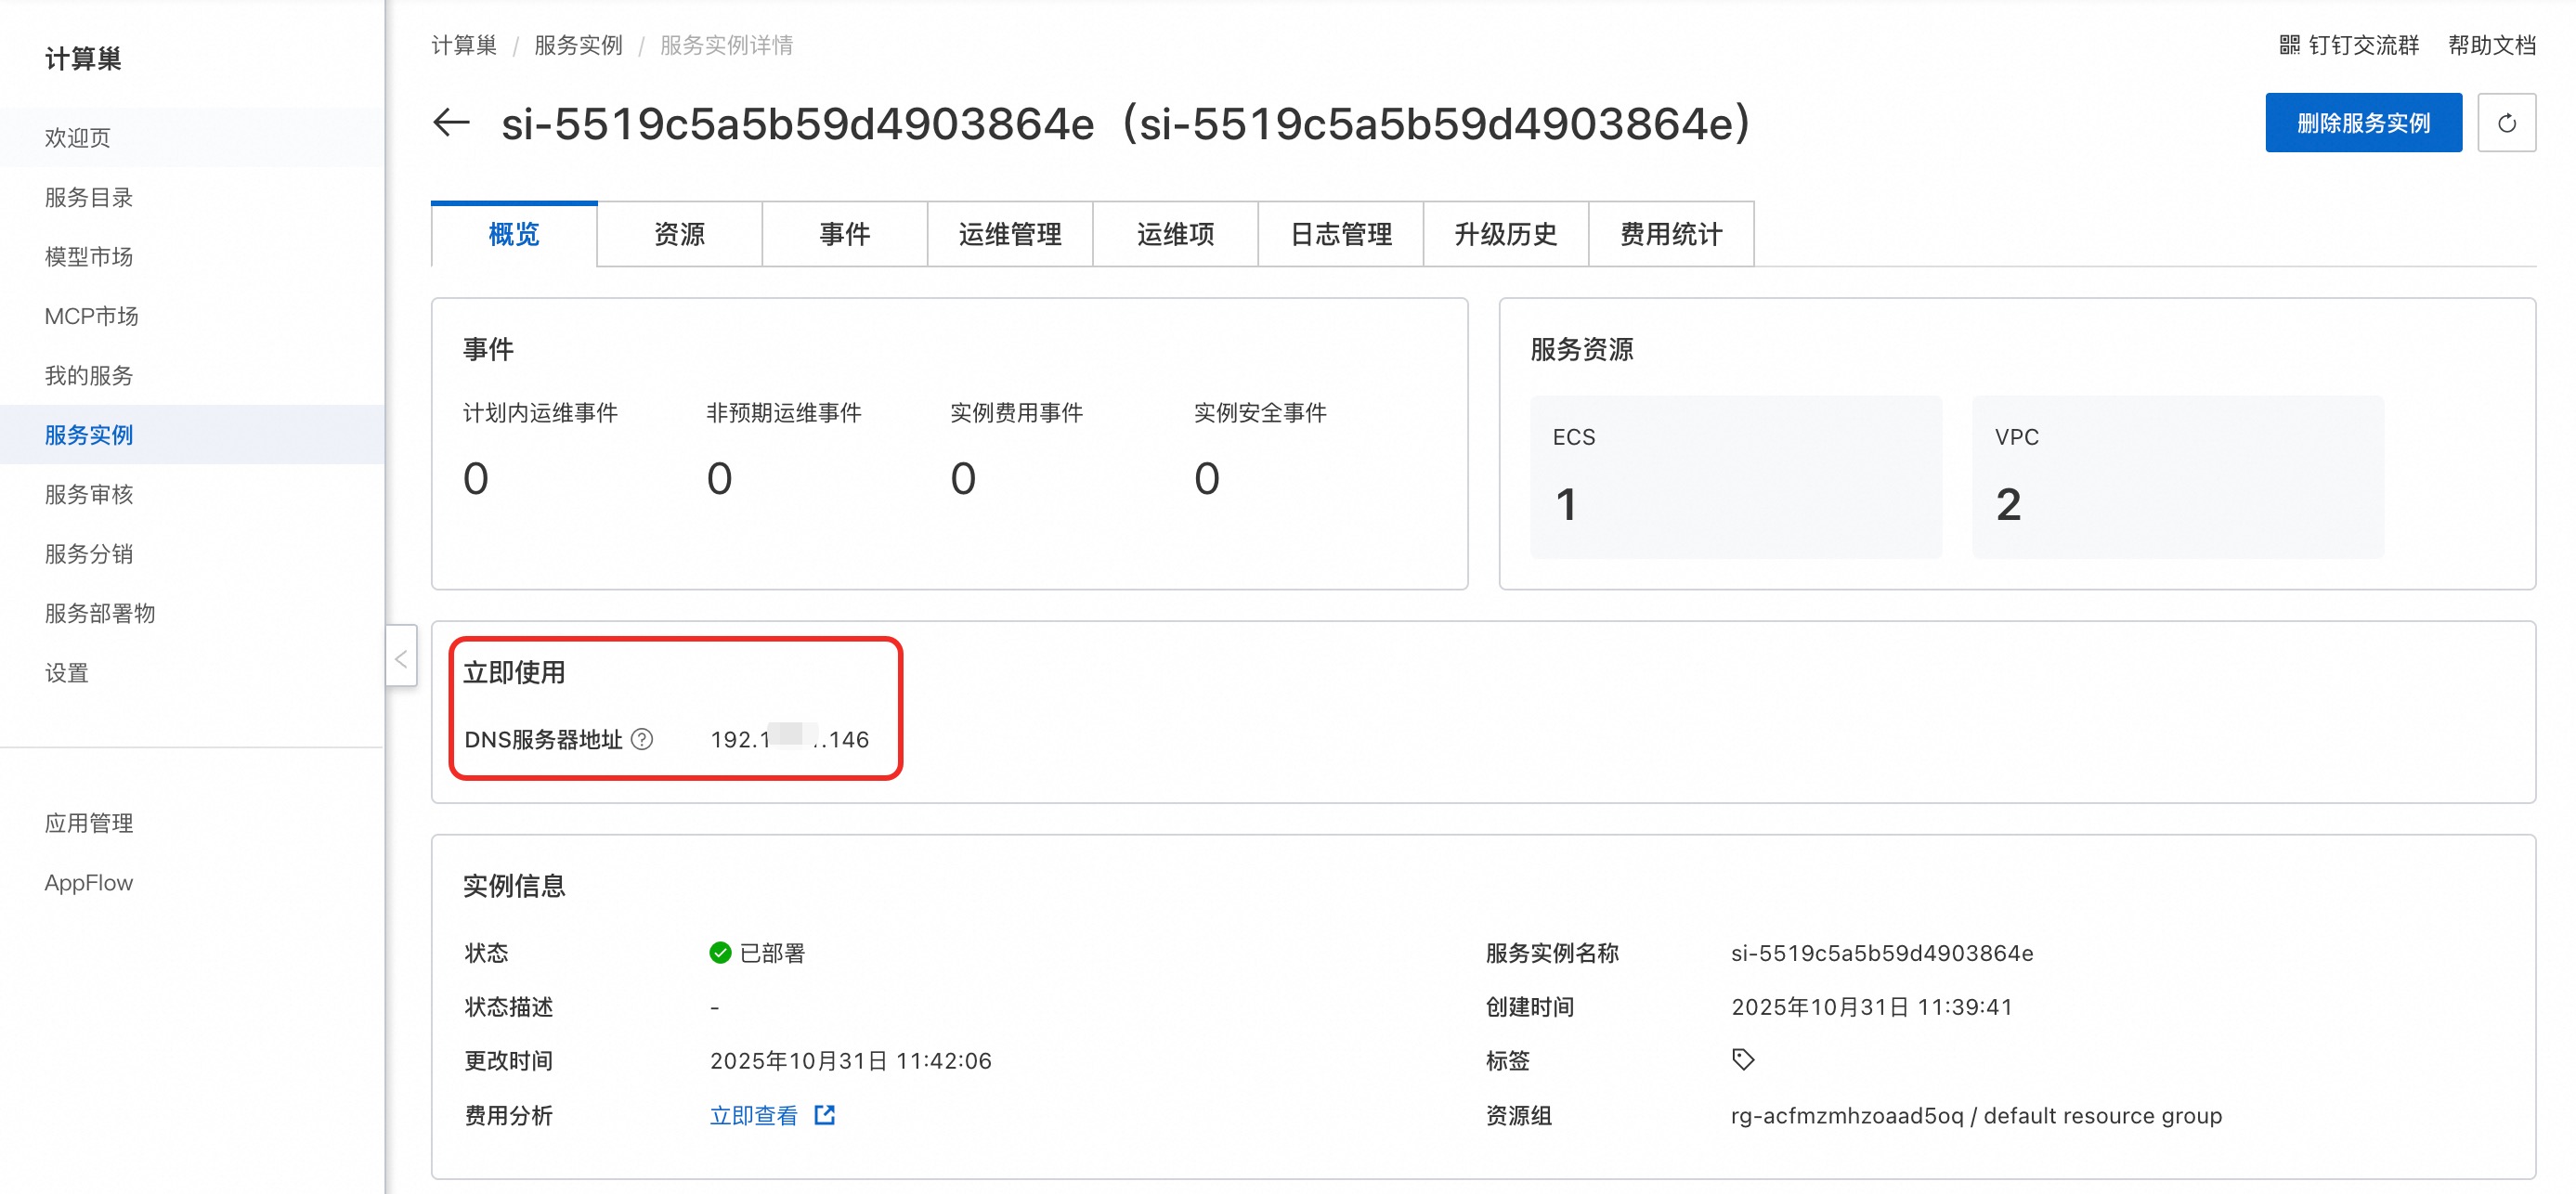 计算巢
欢迎页
服务目录
模型市场
MCP市场
我的服务
服务实例
服务审核
服务分销
服务部署物
设置
应用管理
AppFlow
计算巢 / 服务实例 / 服务实例详情
钉钉交流群 帮助文档
si-5519c5a5b59d4903864e（si-5519c5a5b59d4903864e）
删除服务实例
概览 资源 事件 运维管理 运维项 日志管理 升级历史 费用统计
事件
计划内运维事件 非预期运维事件 实例费用事件 实例安全事件
0 0 0 0
服务资源
ECS VPC
1 2
立即使用
DNS服务器地址 192.1 .146
实例信息
状态 已部署
服务实例名称 si-5519c5a5b59d4903864e
状态描述 -
创建时间 2025年10月31日 11:39:41
更改时间 2025年10月31日 11:42:06
标签
费用分析 立即查看
资源组 rg-acfmzmhzoaad5oq / default resource group